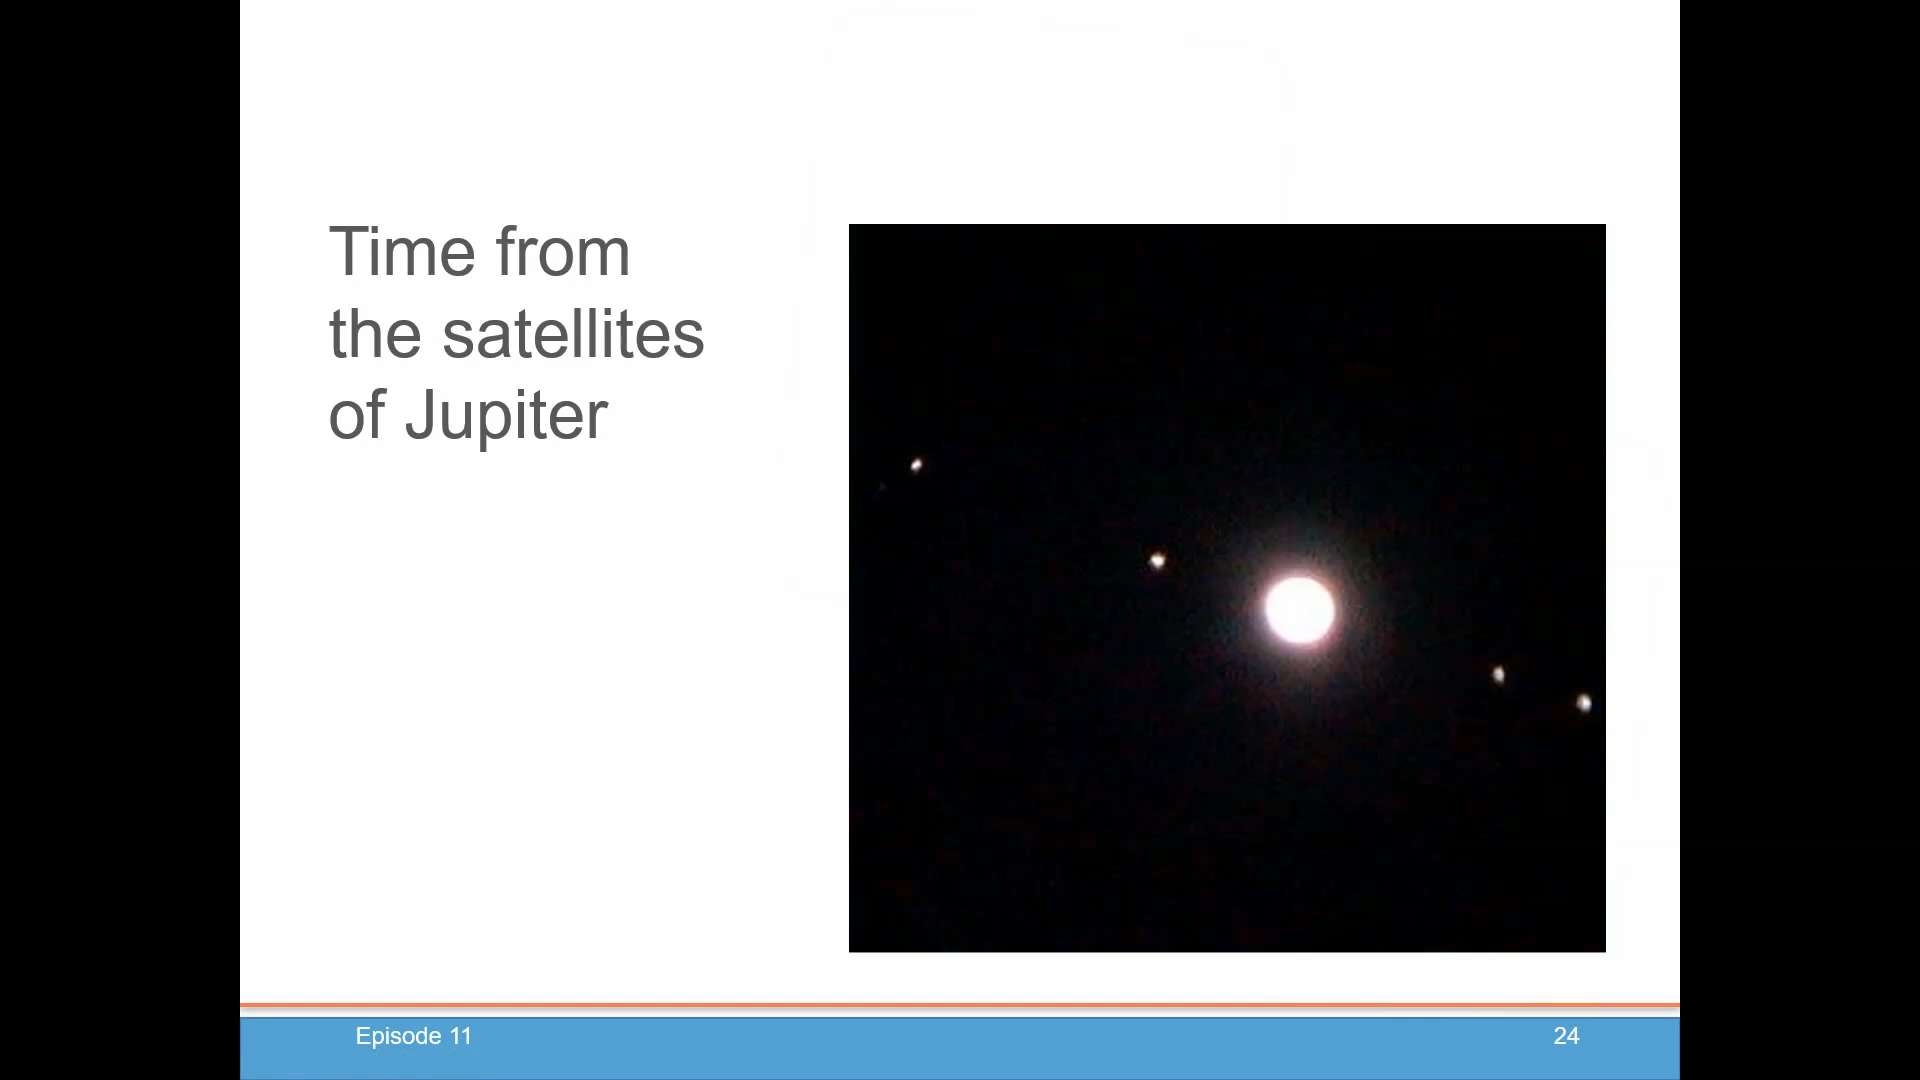 Time from
the satellites
of Jupiter
Episode 11
24